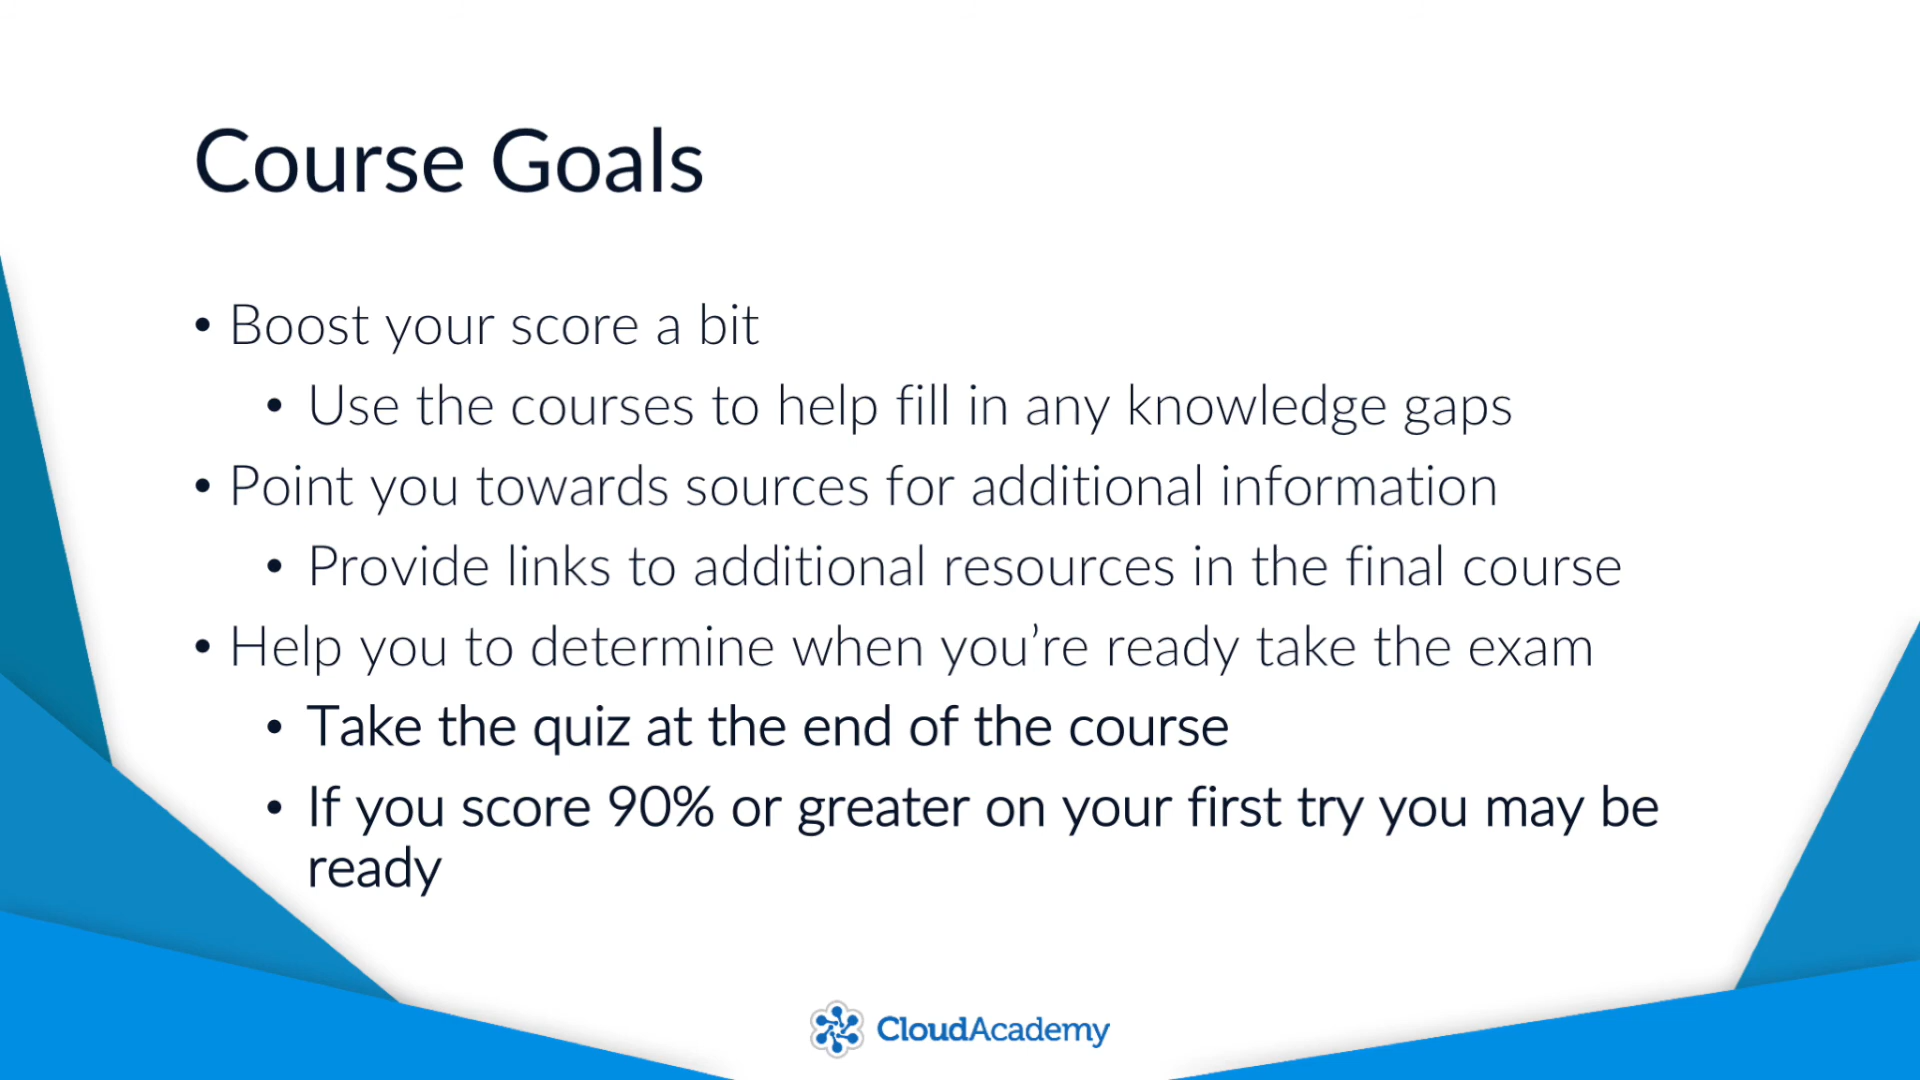 Course Goals
• Boost your score a bit
• Use the courses to help fill in any knowledge gaps
• Point you towards sources for additional information
• Provide links to additional resources in the final course
• Help you to determine when you’re ready take the exam
• Take the quiz at the end of the course
• If you score 90% or greater on your first try you may be
ready
CloudAcademy